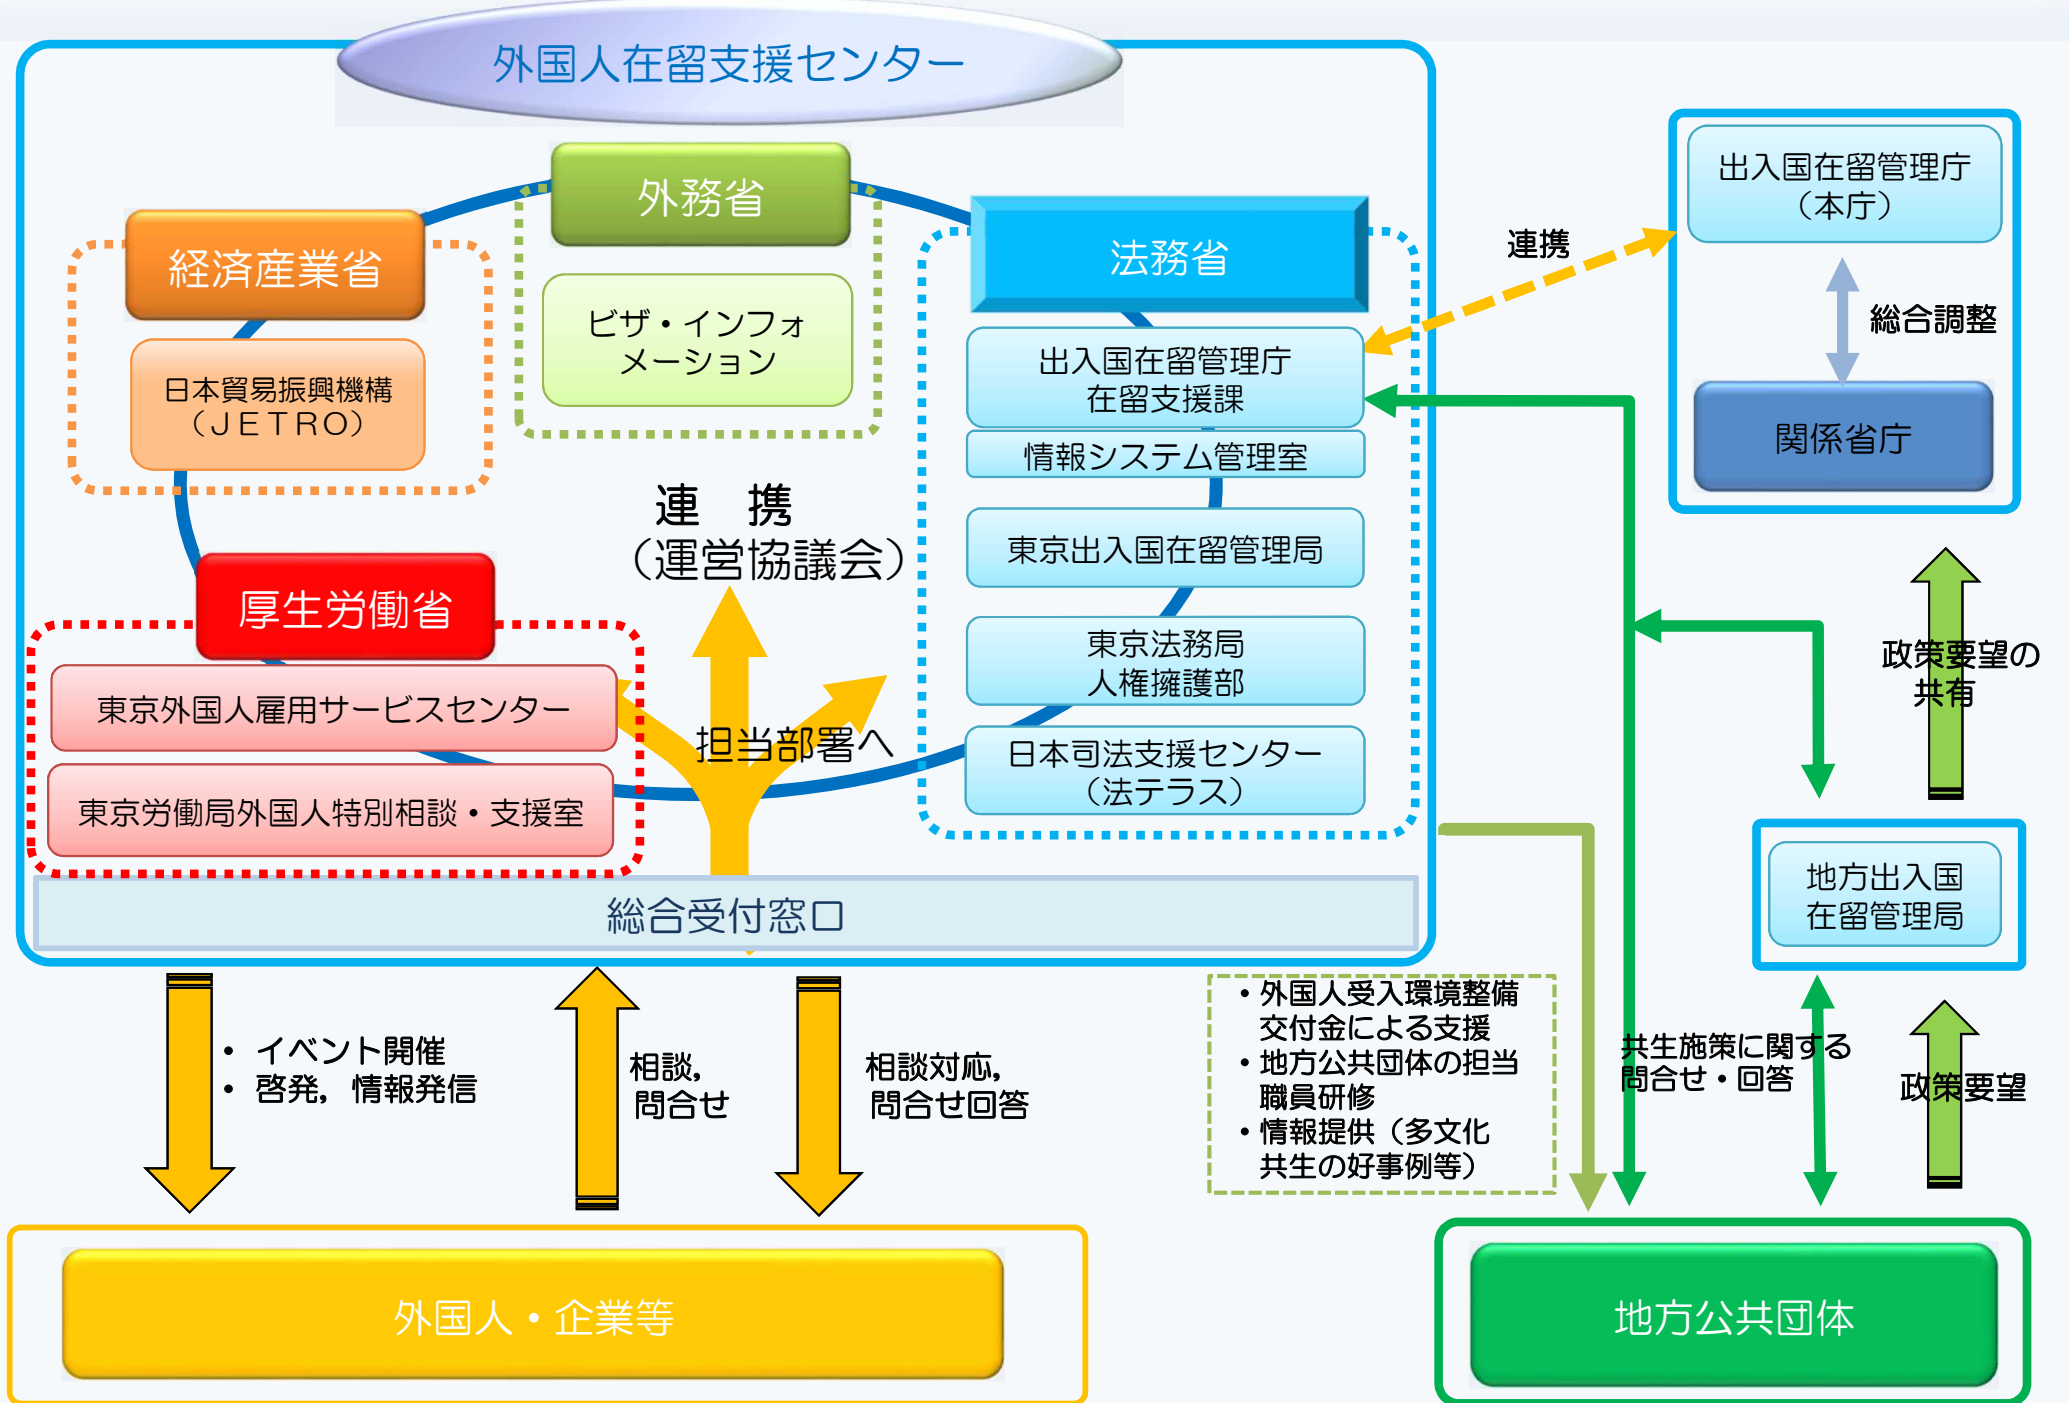 外国人在留支援センター
外務省
ビザ・インフォ
メーション
経済産業省
日本貿易振興機構
（ＪＥＴＲＯ）
法務省
出入国在留管理庁
在留支援課
情報システム管理室
東京出入国在留管理局
東京法務局
人権擁護部
日本司法支援センター
（法テラス）
連　携
（運営協議会）
厚生労働省
東京外国人雇用サービスセンター
東京労働局外国人特別相談・支援室
担当部署へ
総合受付窓口
連携
出入国在留管理庁
（本庁）
総合調整
関係省庁
政策要望の
共有
地方出入国
在留管理局
・イベント開催
・啓発，情報発信
相談，
問合せ
相談対応，
問合せ回答
・外国人受入環境整備
交付金による支援
・地方公共団体の担当
職員研修
・情報提供（多文化
共生の好事例等）
共生施策に関する
問合せ・回答
政策要望
外国人・企業等
地方公共団体